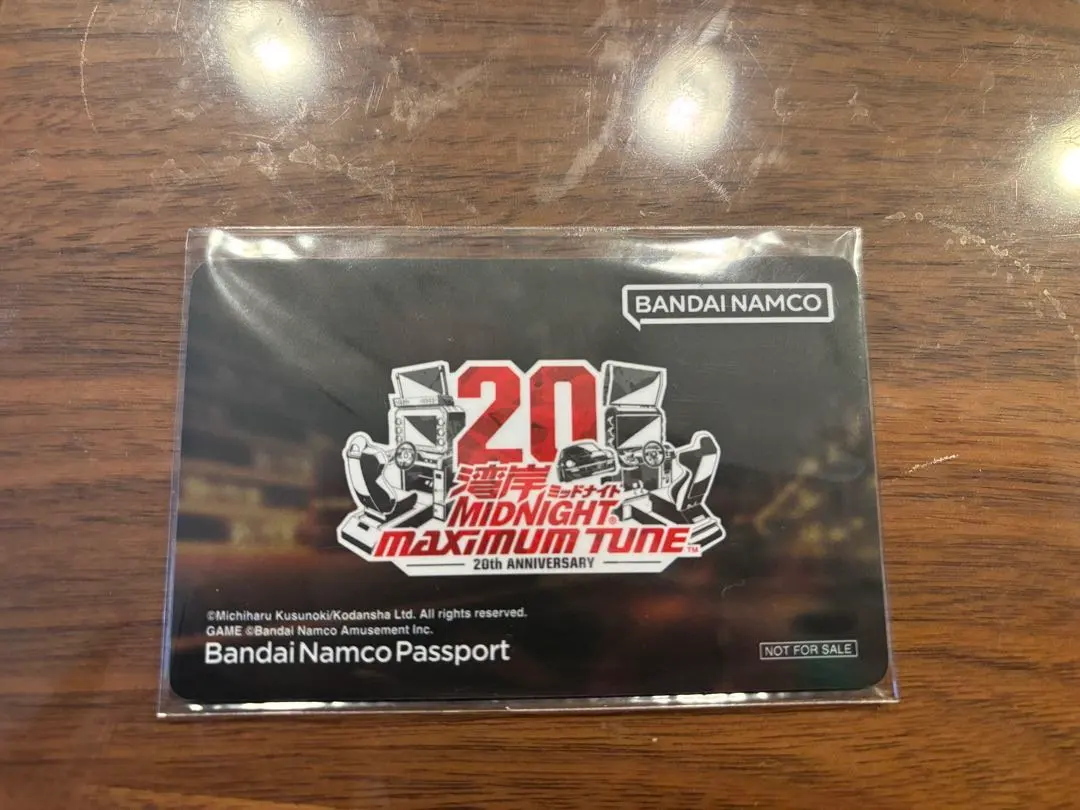 BANDAI NAMCO
20
湾岸 ミッドナイト
MIDNIGHT®
MAXIMUM TUNE™
20th ANNIVERSARY
©Michiharu Kusunoki/Kodansha Ltd. All rights reserved.
GAME ©Bandai Namco Amusement Inc.
Bandai Namco Passport
NOT FOR SALE